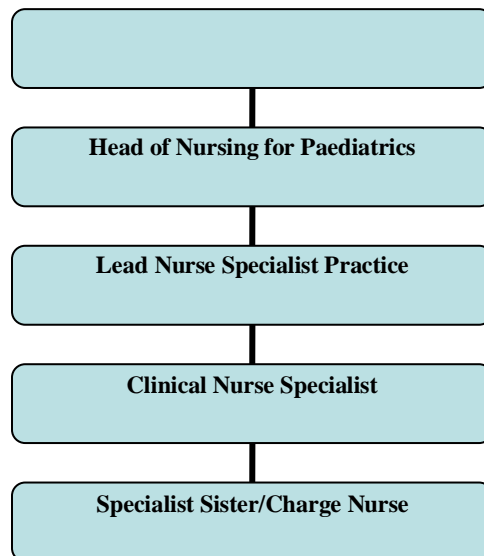 Head of Nursing for Paediatrics
Lead Nurse Specialist Practice
Clinical Nurse Specialist
Specialist Sister/Charge Nurse